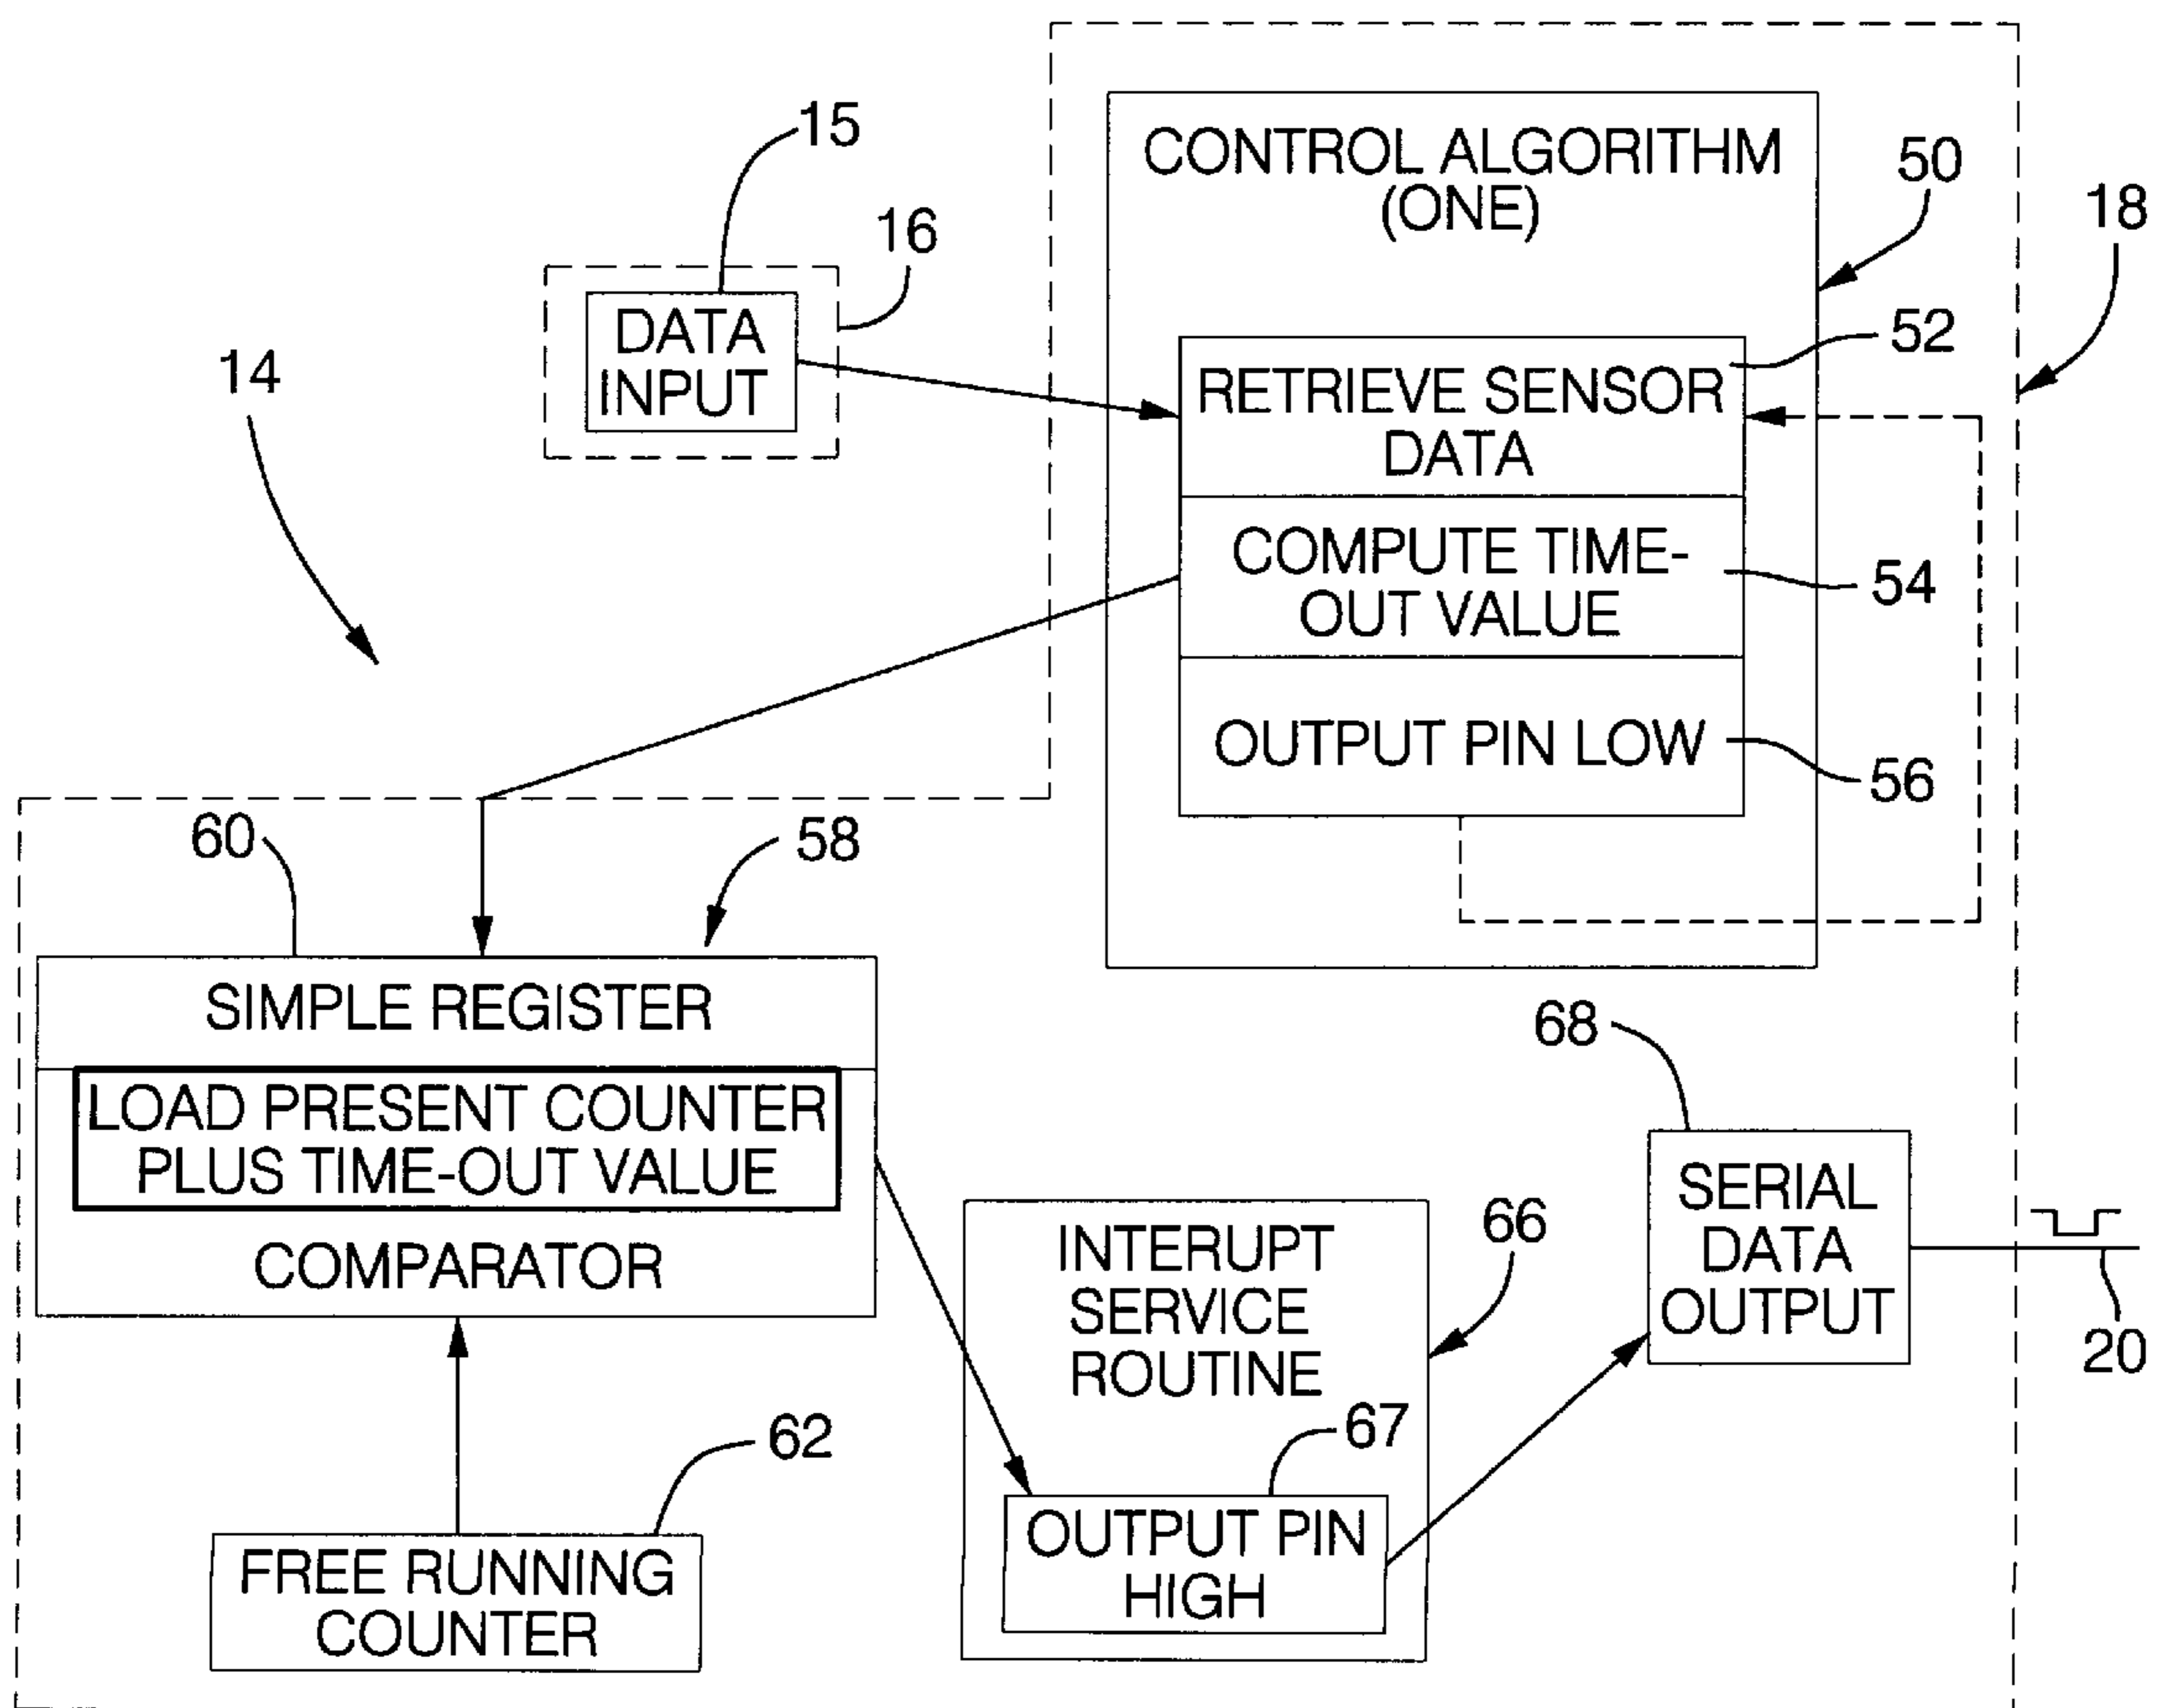 15
CONTROL ALGORITHM
(ONE)
50
18
16
DATA
INPUT
52
14
RETRIEVE SENSOR
DATA
COMPUTE TIME-
OUT VALUE
54
OUTPUT PIN LOW
56
60
58
SIMPLE REGISTER
LOAD PRESENT COUNTER
PLUS TIME-OUT VALUE
COMPARATOR
68
SERIAL
DATA
OUTPUT
66
INTERUPT
SERVICE
ROUTINE
20
62
67
OUTPUT PIN
HIGH
FREE RUNNING
COUNTER